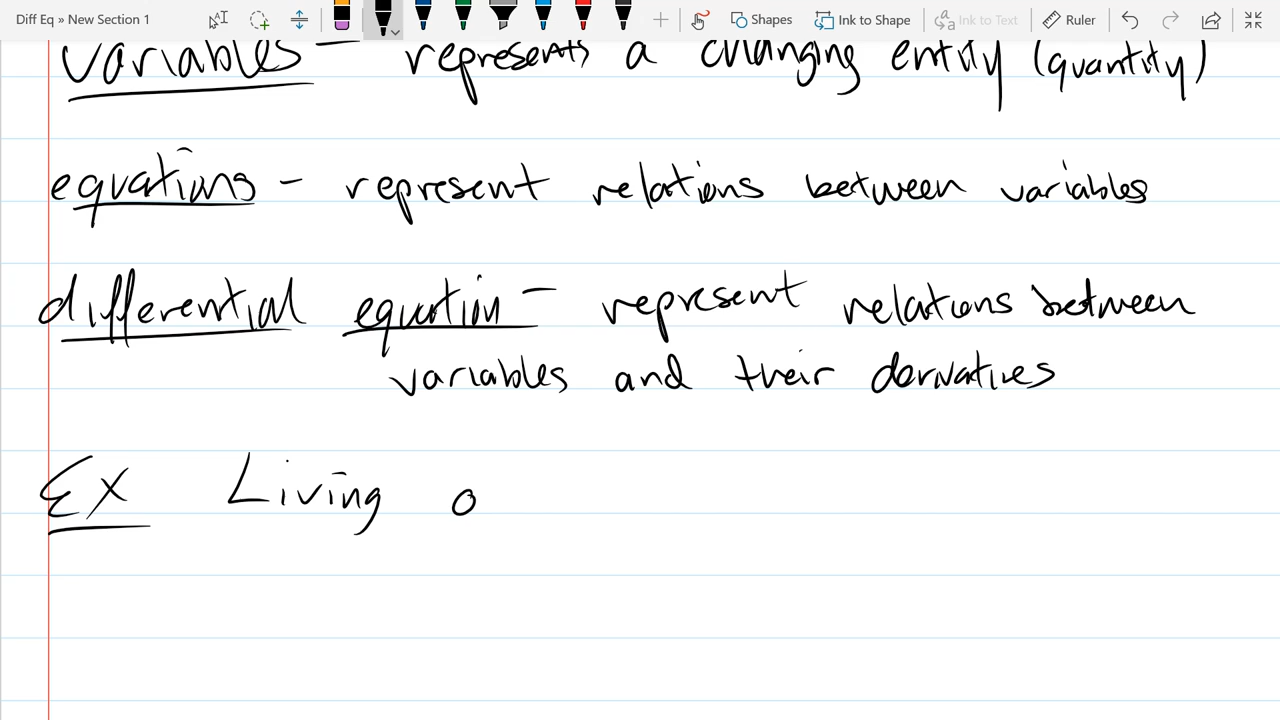 Diff Eq » New Section 1
Shapes Ink to Shape Ink to Text Ruler
variables - represents a changing entity (quantity)
equations - represent relations between variables
differential equation - represent relations between
variables and their derivatives
Ex Living o